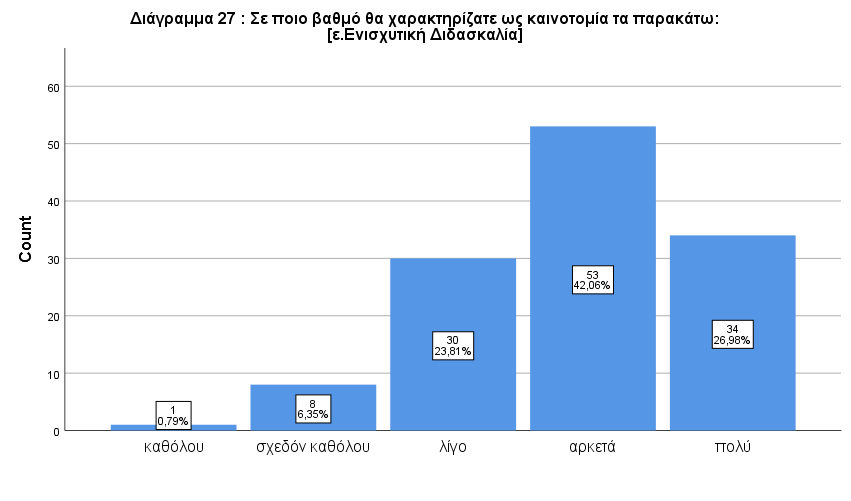 Διάγραμμα 27 : Σε ποιο βαθμό θα χαρακτηρίζατε ως καινοτομία τα παρακάτω:
[ε.Ενισχυτική Διδασκαλία]
60
50
40
30
20
10
0
Count
1
0,79%
8
6,35%
30
23,81%
53
42,06%
34
26,98%
καθόλου
σχεδόν καθόλου
λίγο
αρκετά
πολύ